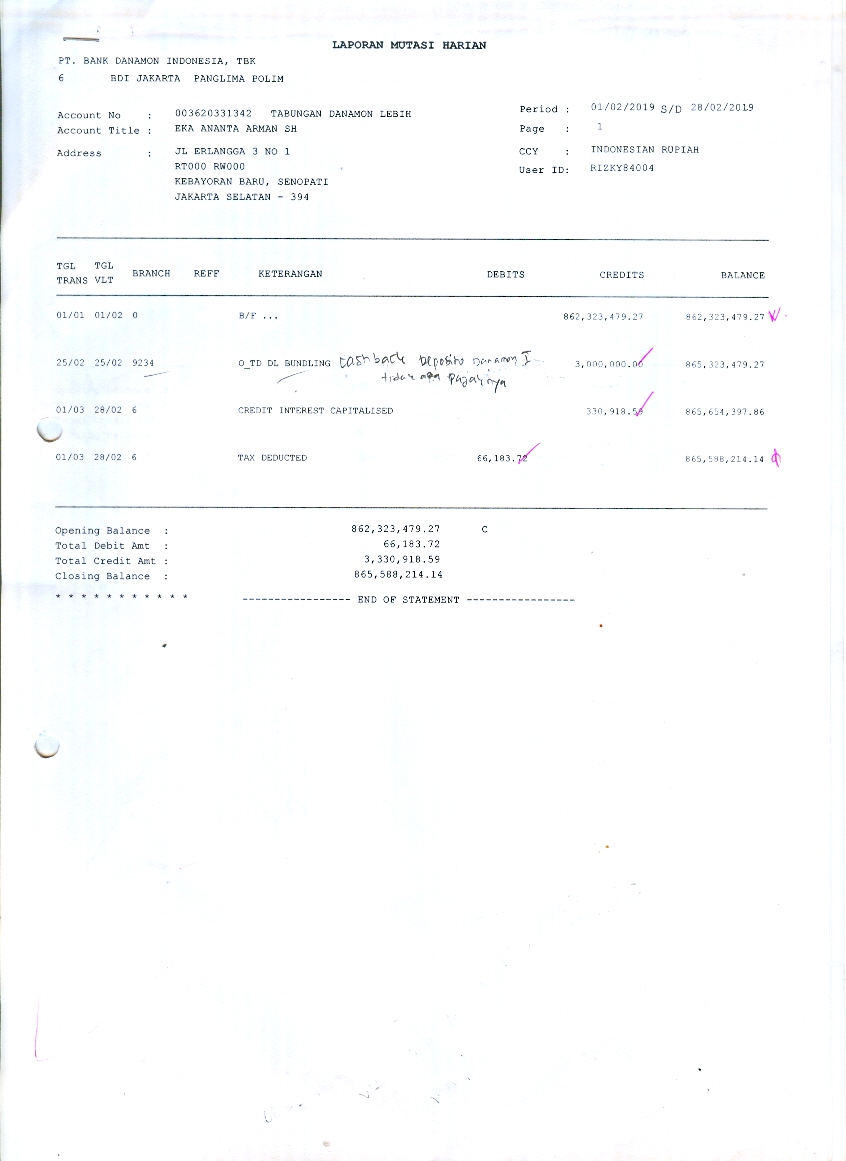 LAPORAN MUTASI HARIAN
PT. BANK DANAMON INDONESIA, TBK
6 BDI JAKARTA PANGLIMA POLIM
Account No : 003620331342 TABUNGAN DANAMON LEBIH
Account Title : EKA ANANTA ARMAN SH
Address : JL ERLANGGA 3 NO 1
RT000 RW000
KEBAYORAN BARU, SENOPATI
JAKARTA SELATAN - 394
Period : 01/02/2019 S/D 28/02/2019
Page : 1
CCY : INDONESIAN RUPIAH
User ID: RIZKY84004
TGL TGL BRANCH REFF KETERANGAN DEBITS CREDITS BALANCE
TRANS VLT
01/01 01/02 0 B/F ... 862,323,479.27 862,323,479.27
25/02 25/02 9234 O_TD DL BUNDLING Cashback Deposito Danamon I 3,000,000.00 865,323,479.27
tidak ada pajaknya
01/03 28/02 6 CREDIT INTEREST CAPITALISED 330,918.59 865,654,397.86
01/03 28/02 6 TAX DEDUCTED 66,183.72 865,588,214.14
Opening Balance : 862,323,479.27 C
Total Debit Amt : 66,183.72
Total Credit Amt : 3,330,918.59
Closing Balance : 865,588,214.14
* * * * * * * * * * * ----------------- END OF STATEMENT -----------------